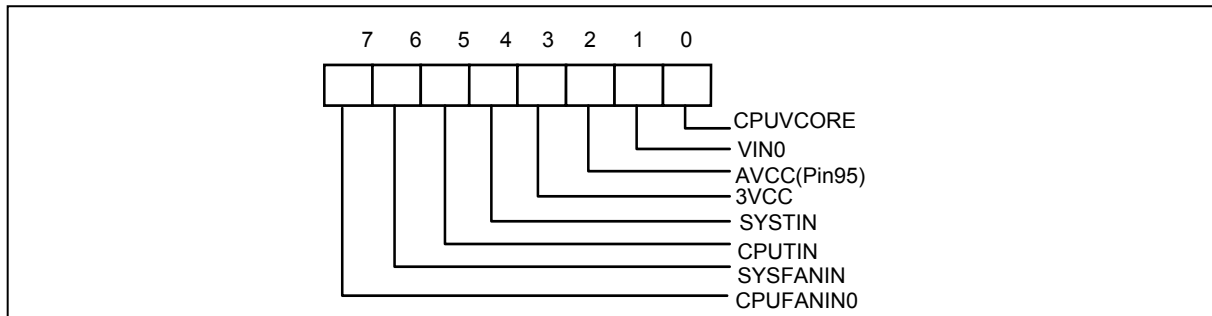 7 6 5 4 3 2 1 0
CPUVCORE
VIN0
AVCC(Pin95)
3VCC
SYSTIN
CPUTIN
SYSFANIN
CPUFANIN0